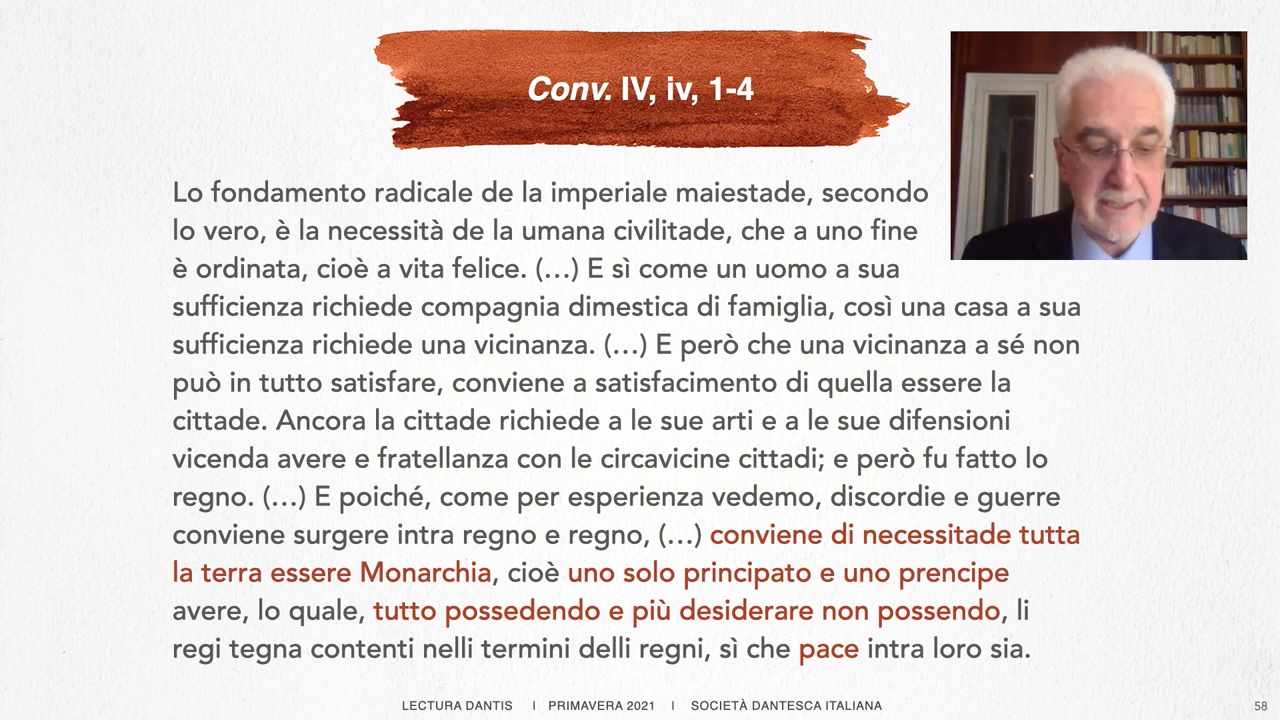 Conv. IV, iv, 1-4
Lo fondamento radicale de la imperiale maiestade, secondo
lo vero, è la necessità de la umana civilitade, che a uno fine
è ordinata, cioè a vita felice. (…) E sì come un uomo a sua
sufficienza richiede compagnia dimestica di famiglia, così una casa a sua
sufficienza richiede una vicinanza. (…) E però che una vicinanza a sé non
può in tutto satisfare, conviene a satisfacimento di quella essere la
cittade. Ancora la cittade richiede a le sue arti e a le sue difensioni
vicenda avere e fratellanza con le circavicine cittadi; e però fu fatto lo
regno. (…) E poiché, come per esperienza vedemo, discordie e guerre
conviene surgere intra regno e regno, (…) conviene di necessitade tutta
la terra essere Monarchia, cioè uno solo principato e uno prencipe
avere, lo quale, tutto possedendo e più desiderare non possendo, li
regi tegna contenti nelli termini delli regni, sì che pace intra loro sia.
LECTURA DANTIS | PRIMAVERA 2021 | SOCIETÀ DANTESCA ITALIANA
58